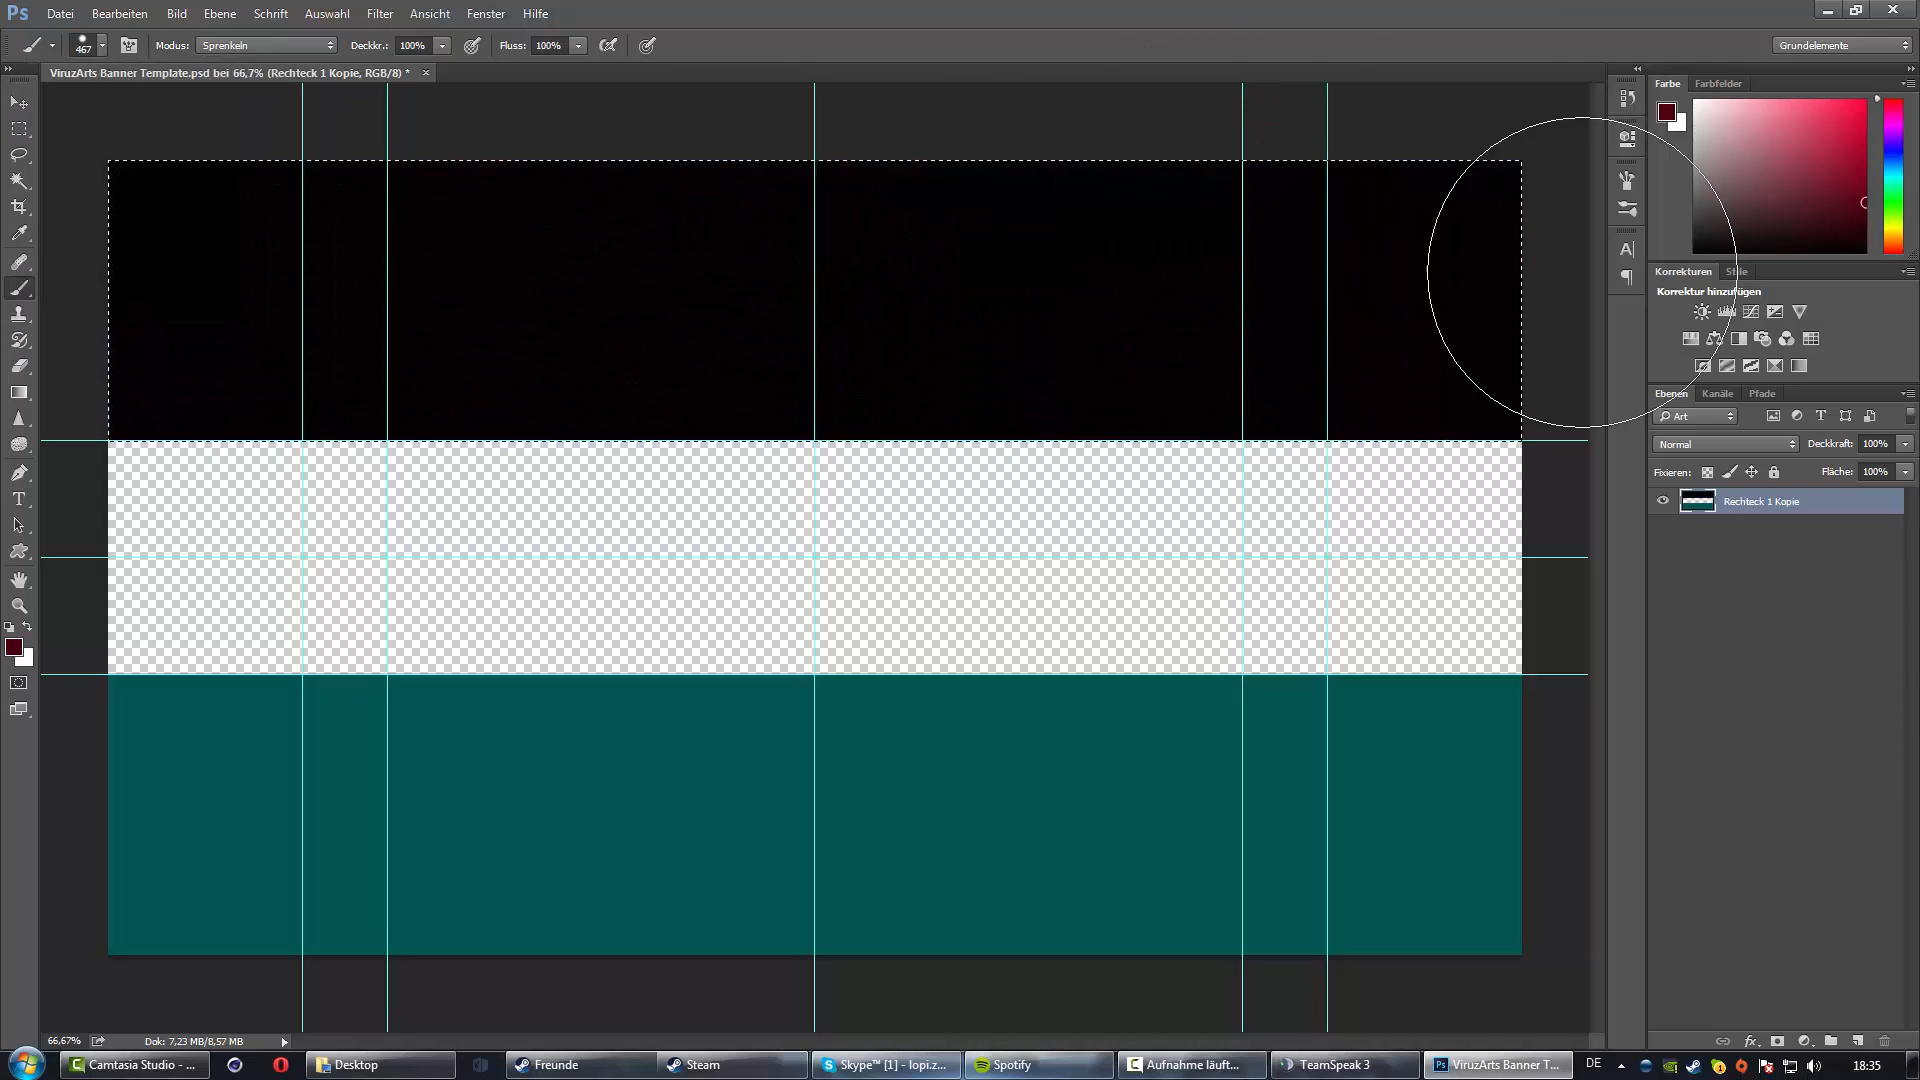 Ps Datei Bearbeiten Bild Ebene Schrift Auswahl Filter Ansicht Fenster Hilfe
467 Modus: Sprenkeln Deckkr.: 100% Fluss: 100% Grundelemente
ViruzArts Banner Template.psd bei 66,7% (Rechteck 1 Kopie, RGB/8) *
Farbe Farbfelder
Korrekturen Stile
Korrektur hinzufügen
Ebenen Kanäle Pfade
Art
Normal Deckkraft: 100%
Fixieren: Fläche: 100%
Rechteck 1 Kopie
66,67% Dok: 7,23 MB/8,57 MB
Camtasia Studio - ... Desktop Freunde Steam Skype™ [1] - lopi.z... Spotify Aufnahme läuft... TeamSpeak 3 ViruzArts Banner T... DE 18:35